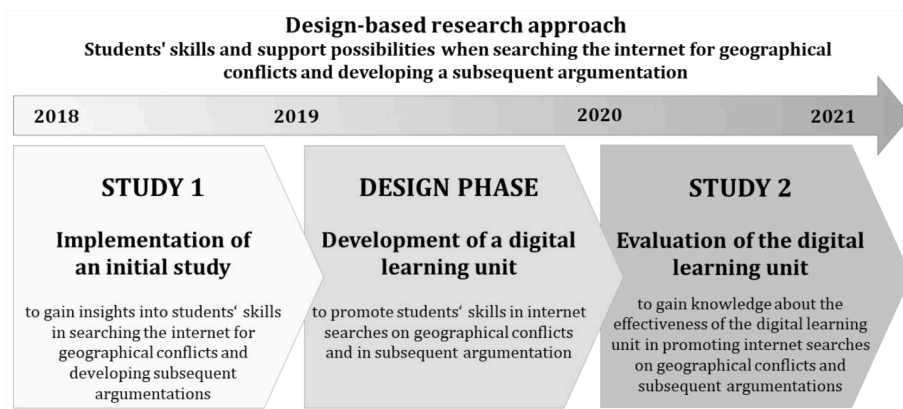 Design-based research approach
Students' skills and support possibilities when searching the internet for geographical
conflicts and developing a subsequent argumentation
2018 2019 2020 2021
STUDY 1
Implementation of
an initial study
to gain insights into students‘ skills
in searching the internet for
geographical conflicts and
developing subsequent
argumentations
DESIGN PHASE
Development of a digital
learning unit
to promote students‘ skills in internet
searches on geographical conflicts
and in subsequent argumentation
STUDY 2
Evaluation of the digital
learning unit
to gain knowledge about the
effectiveness of the digital learning
unit in promoting internet searches
on geographical conflicts and
subsequent argumentations